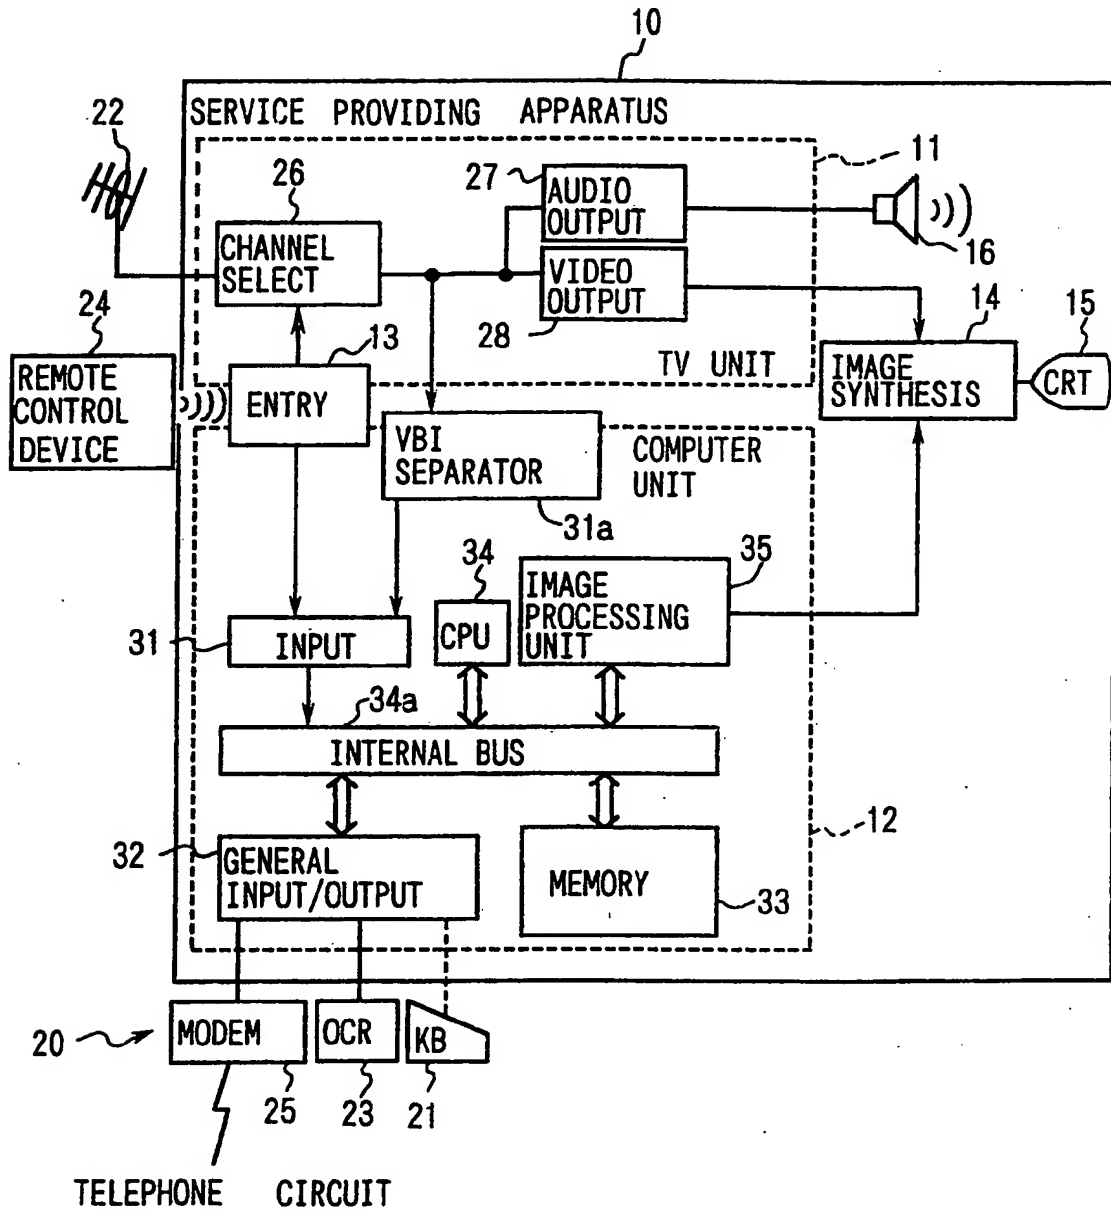 10
SERVICE PROVIDING APPARATUS
22
26
27
11
AUDIO
OUTPUT
CHANNEL
SELECT
16
VIDEO
OUTPUT
24
13
28
14
15
TV UNIT
REMOTE
CONTROL
DEVICE
ENTRY
IMAGE
SYNTHESIS
CRT
VBI
SEPARATOR
COMPUTER
UNIT
31a
34
35
IMAGE
PROCESSING
UNIT
31
INPUT
CPU
34a
INTERNAL BUS
12
32
GENERAL
INPUT/OUTPUT
MEMORY
33
20
MODEM
OCR
KB
25
23
21
TELEPHONE CIRCUIT